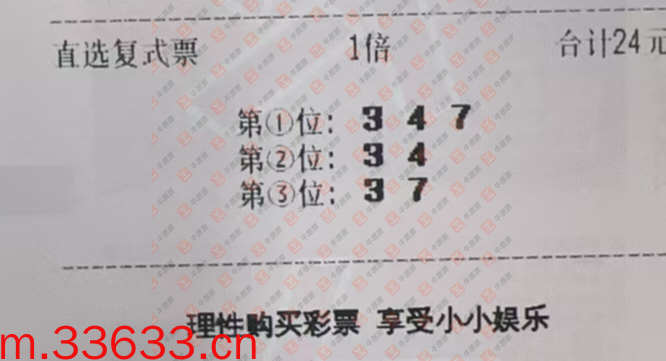 直选复式票 1倍 合计24元
第①位: 3 4 7
第②位: 3 4
第③位: 3 7
理性购买彩票 享受小小娱乐
m.33633.cn